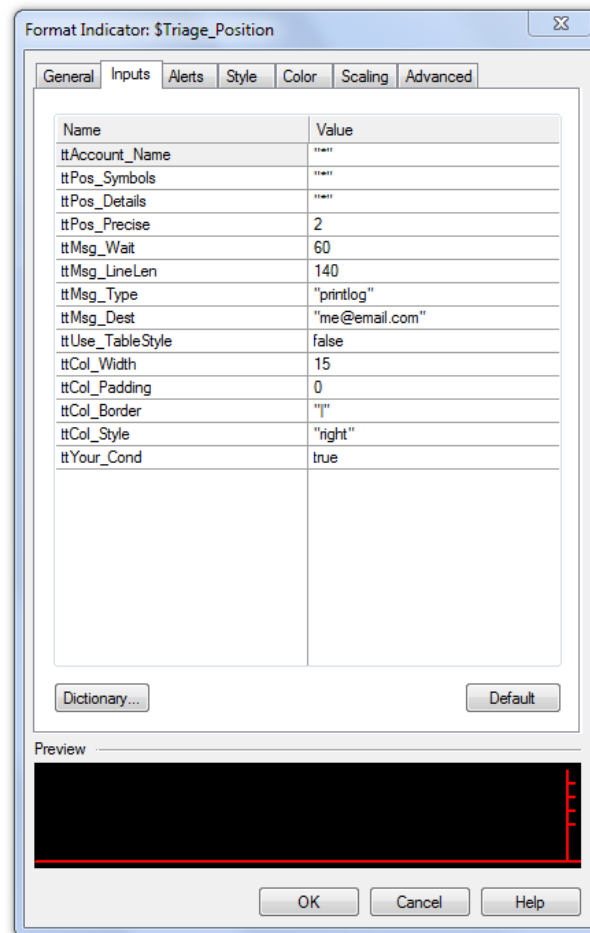 Format Indicator: $Triage_Position
General Inputs Alerts Style Color Scaling Advanced
Name Value
ttAccount_Name "*"
ttPos_Symbols "*"
ttPos_Details "*"
ttPos_Precise 2
ttMsg_Wait 60
ttMsg_LineLen 140
ttMsg_Type "printlog"
ttMsg_Dest "me@email.com"
ttUse_TableStyle false
ttCol_Width 15
ttCol_Padding 0
ttCol_Border "|"
ttCol_Style "right"
ttYour_Cond true
Dictionary... Default
Preview
OK Cancel Help